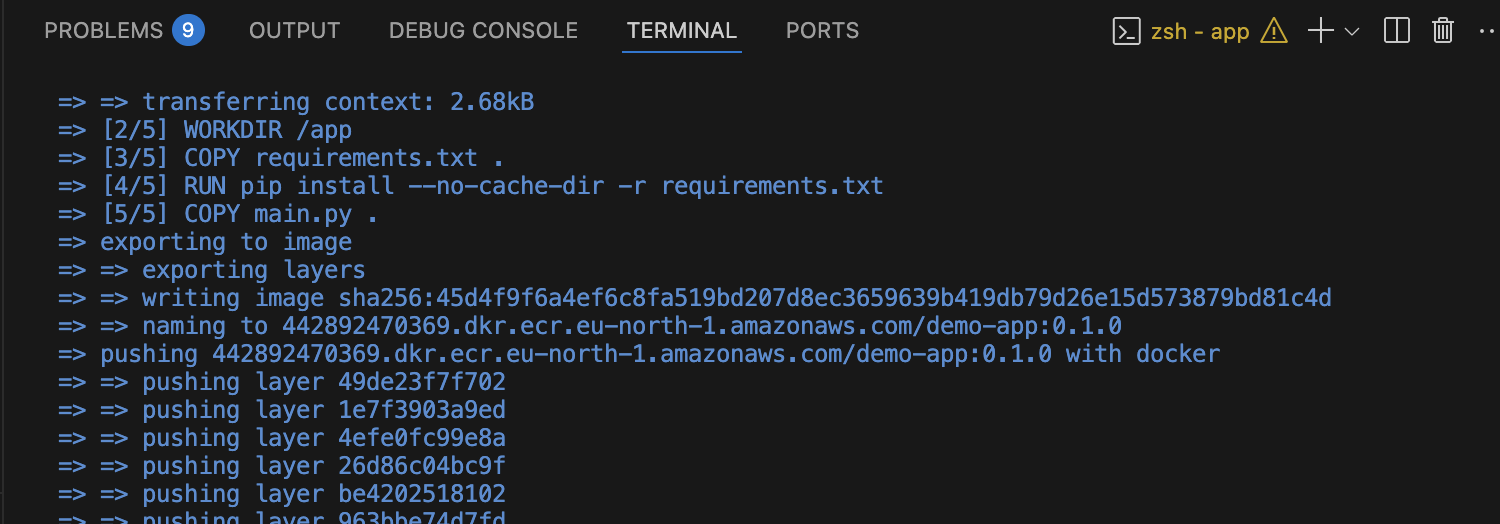 PROBLEMS 9 OUTPUT DEBUG CONSOLE TERMINAL PORTS zsh - app
=> => transferring context: 2.68kB
=> [2/5] WORKDIR /app
=> [3/5] COPY requirements.txt .
=> [4/5] RUN pip install --no-cache-dir -r requirements.txt
=> [5/5] COPY main.py .
=> exporting to image
=> => exporting layers
=> => writing image sha256:45d4f9f6a4ef6c8fa519bd207d8ec3659639b419db79d26e15d573879bd81c4d
=> => naming to 442892470369.dkr.ecr.eu-north-1.amazonaws.com/demo-app:0.1.0
=> pushing 442892470369.dkr.ecr.eu-north-1.amazonaws.com/demo-app:0.1.0 with docker
=> => pushing layer 49de23f7f702
=> => pushing layer 1e7f3903a9ed
=> => pushing layer 4efe0fc99e8a
=> => pushing layer 26d86c04bc9f
=> => pushing layer be4202518102
=> => pushing layer 963bbe74d7fd